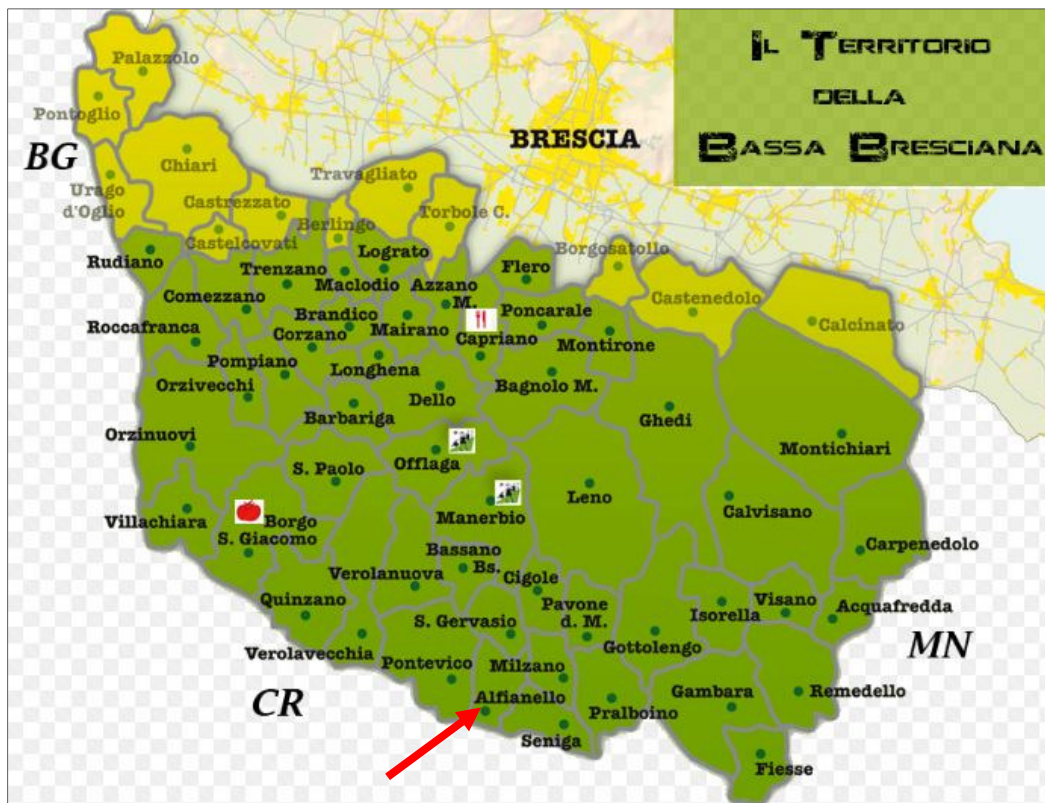 IL TERRITORIO
DELLA
BASSA BRESCIANA
BRESCIA
BG
CR
MN
Palazzolo
Pontoglio
Chiari
Urago
d'Oglio
Travagliato
Castrezzato
Berlingo
Torbole C.
Castelcovati
Borgosatollo
Castenedolo
Calcinato
Rudiano
Lograto
Trenzano
Maclodio
Azzano
M.
Flero
Comezzano
Brandico
Mairano
Poncarale
Roccafranca
Corzano
Capriano
Montirone
Pompiano
Longhena
Bagnolo M.
Orzivecchi
Dello
Barbariga
Ghedi
Orzinuovi
Montichiari
S. Paolo
Offlaga
Leno
Villachiara
Borgo
S. Giacomo
Manerbio
Calvisano
Bassano
Bs.
Carpenedolo
Verolanuova
Cigole
Quinzano
Pavone
d. M.
Isorella
Visano
Acquafredda
S. Gervasio
Verolavecchia
Gottolengo
Pontevico
Milzano
Gambara
Remedello
Alfianello
Pralboino
Seniga
Fiesse